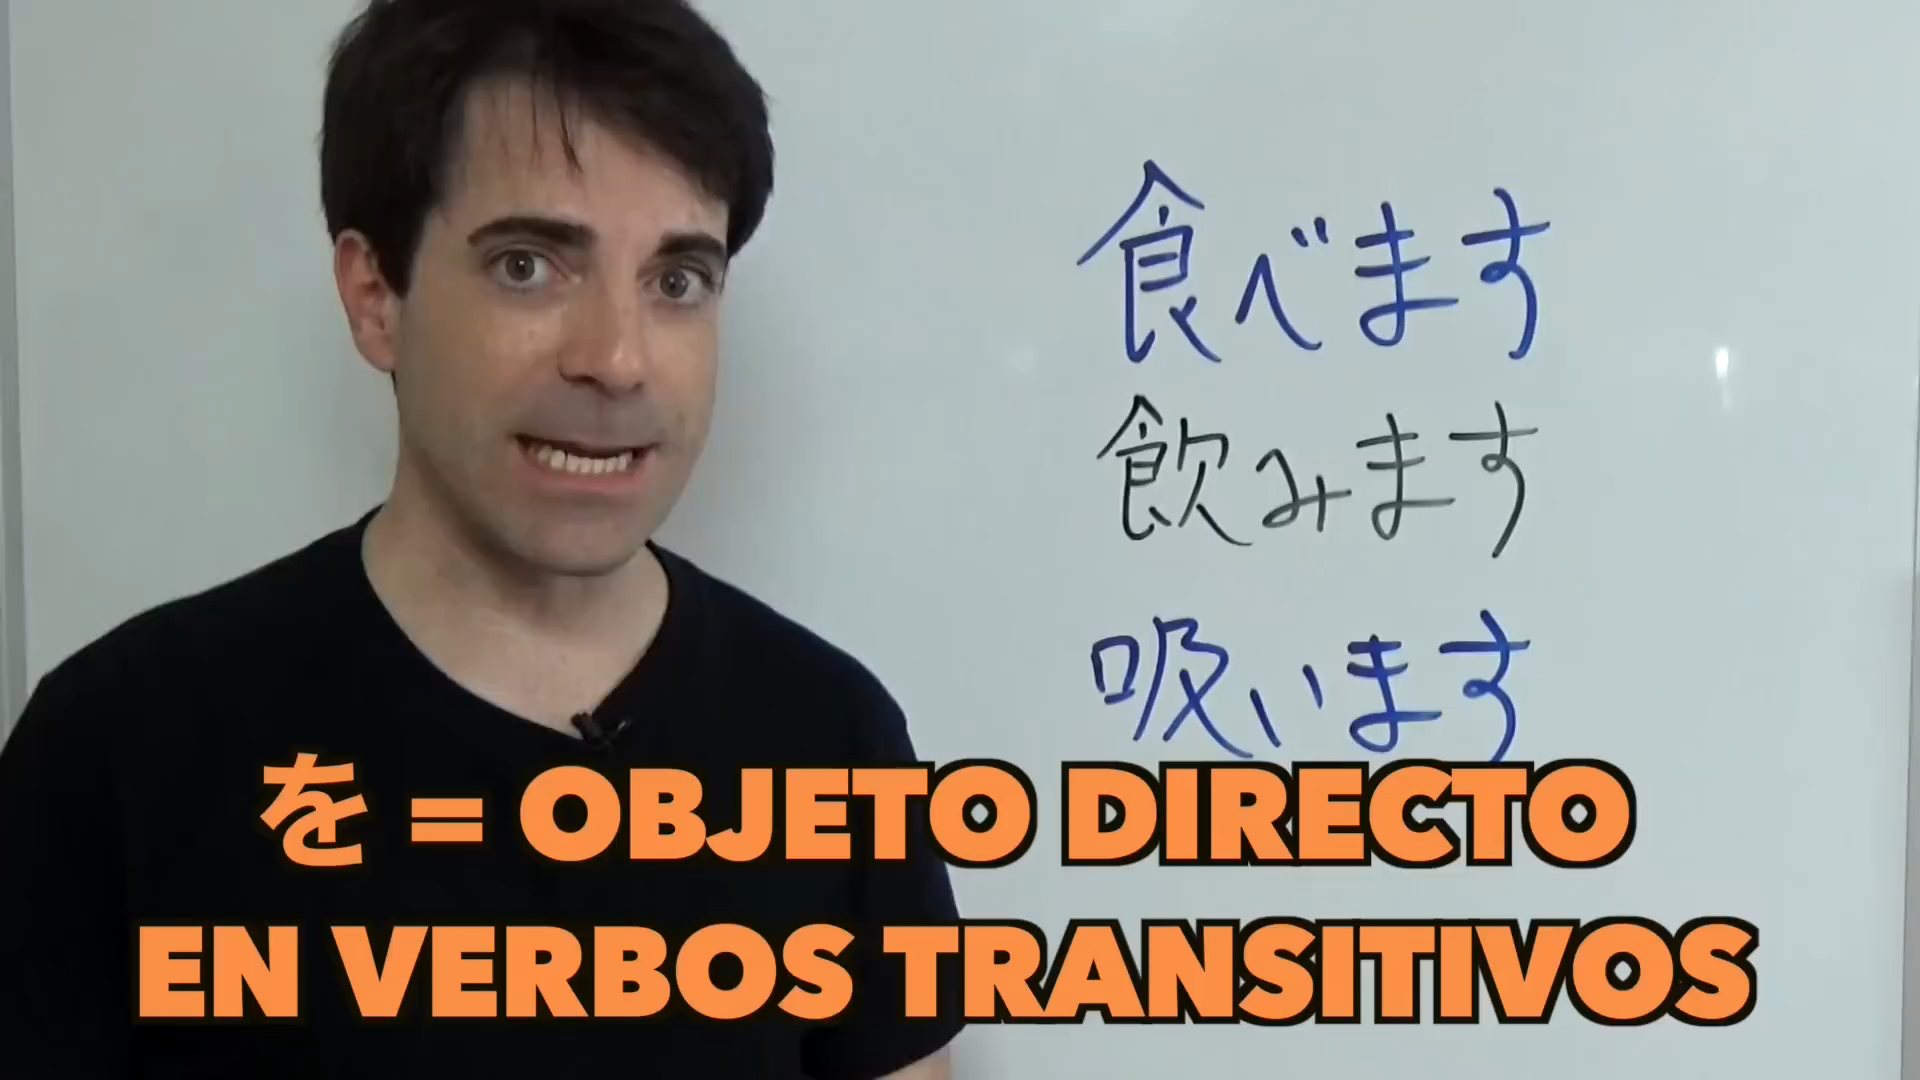 食べます
飲みます
吸います
を = OBJETO DIRECTO
EN VERBOS TRANSITIVOS